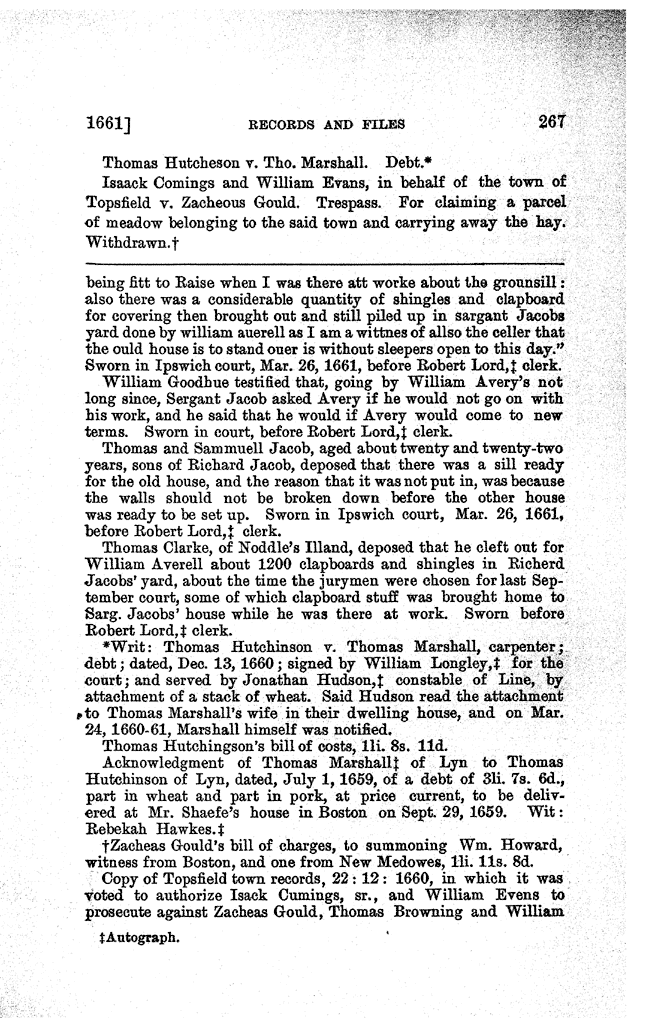 1661] RECORDS AND FILES 267
Thomas Hutcheson v. Tho. Marshall. Debt.*
Isaack Comings and William Evans, in behalf of the town of
Topsfield v. Zacheous Gould. Trespass. For claiming a parcel
of meadow belonging to the said town and carrying away the hay.
Withdrawn.†
being fitt to Raise when I was there att worke about the grounsill :
also there was a considerable quantity of shingles and clapboard
for covering then brought out and still piled up in sargant Jacobs
yard done by william auerell as I am a wittnes of allso the celler that
the ould house is to stand ouer is without sleepers open to this day."
Sworn in Ipswich court, Mar. 26, 1661, before Robert Lord,‡ clerk.
William Goodhue testified that, going by William Avery's not
long since, Sergant Jacob asked Avery if he would not go on with
his work, and he said that he would if Avery would come to new
terms. Sworn in court, before Robert Lord,‡ clerk.
Thomas and Sammuell Jacob, aged about twenty and twenty-two
years, sons of Richard Jacob, deposed that there was a sill ready
for the old house, and the reason that it was not put in, was because
the walls should not be broken down before the other house
was ready to be set up. Sworn in Ipswich court, Mar. 26, 1661,
before Robert Lord,‡ clerk.
Thomas Clarke, of Noddle's Illand, deposed that he cleft out for
William Averell about 1200 clapboards and shingles in Richerd
Jacobs' yard, about the time the jurymen were chosen for last Sep-
tember court, some of which clapboard stuff was brought home to
Sarg. Jacobs' house while he was there at work. Sworn before
Robert Lord,‡ clerk.
*Writ: Thomas Hutchinson v. Thomas Marshall, carpenter;
debt; dated, Dec. 13, 1660; signed by William Longley,‡ for the
court; and served by Jonathan Hudson,‡ constable of Line, by
attachment of a stack of wheat. Said Hudson read the attachment
to Thomas Marshall's wife in their dwelling house, and on Mar.
24, 1660-61, Marshall himself was notified.
Thomas Hutchingson's bill of costs, 1li. 8s. 11d.
Acknowledgment of Thomas Marshall‡ of Lyn to Thomas
Hutchinson of Lyn, dated, July 1, 1659, of a debt of 3li. 7s. 6d.,
part in wheat and part in pork, at price current, to be deliv-
ered at Mr. Shaefe's house in Boston on Sept. 29, 1659. Wit:
Rebekah Hawkes.‡
†Zacheas Gould's bill of charges, to summoning Wm. Howard,
witness from Boston, and one from New Medowes, 1li. 11s. 8d.
Copy of Topsfield town records, 22 : 12 : 1660, in which it was
voted to authorize Isack Cumings, sr., and William Evens to
prosecute against Zacheas Gould, Thomas Browning and William
‡Autograph.